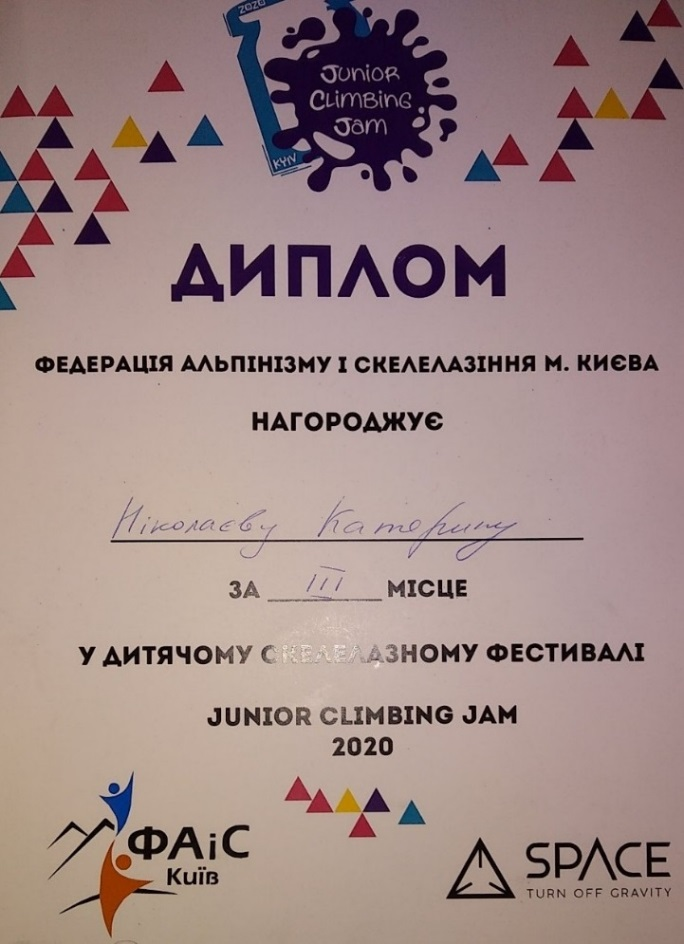 2020
JUNIOR
CLIMBING
JAM
KYIV
ДИПЛОМ
ФЕДЕРАЦІЯ АЛЬПІНІЗМУ І СКЕЛЕЛАЗІННЯ М. КИЄВА
НАГОРОДЖУЄ
Ніколаєву Катерину
ЗА III МІСЦЕ
У ДИТЯЧОМУ СКЕЛЕЛАЗНОМУ ФЕСТИВАЛІ
JUNIOR CLIMBING JAM
2020
ФАіС
Київ
SPACE
TURN OFF GRAVITY